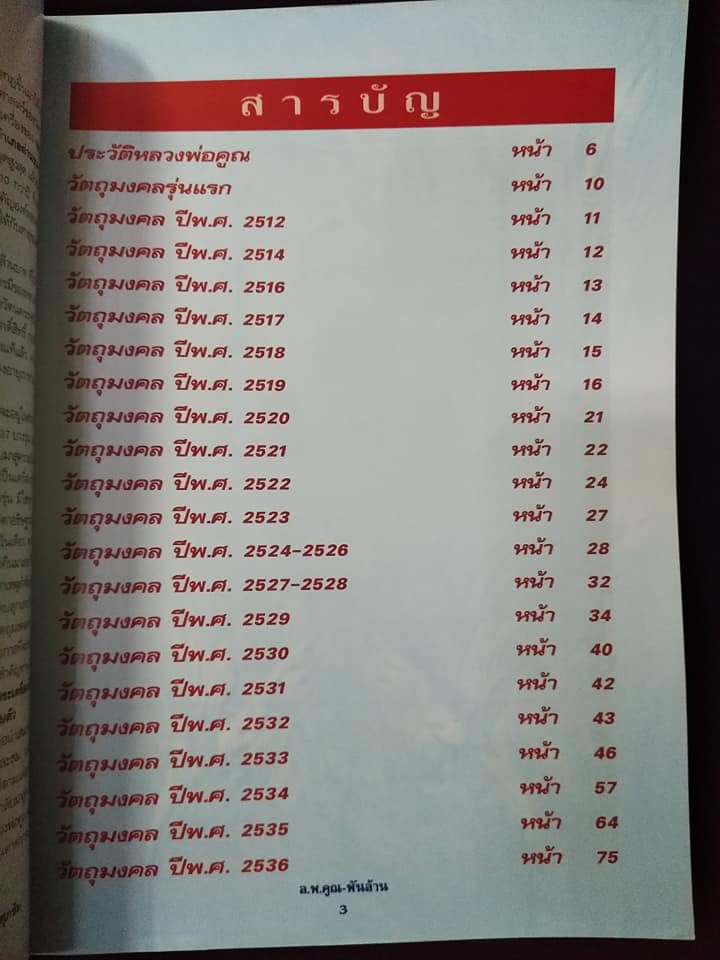 สารบัญ
ประวัติหลวงพ่อคูณ หน้า 6
วัตถุมงคลรุ่นแรก หน้า 10
วัตถุมงคล ปีพ.ศ. 2512 หน้า 11
วัตถุมงคล ปีพ.ศ. 2514 หน้า 12
วัตถุมงคล ปีพ.ศ. 2516 หน้า 13
วัตถุมงคล ปีพ.ศ. 2517 หน้า 14
วัตถุมงคล ปีพ.ศ. 2518 หน้า 15
วัตถุมงคล ปีพ.ศ. 2519 หน้า 16
วัตถุมงคล ปีพ.ศ. 2520 หน้า 21
วัตถุมงคล ปีพ.ศ. 2521 หน้า 22
วัตถุมงคล ปีพ.ศ. 2522 หน้า 24
วัตถุมงคล ปีพ.ศ. 2523 หน้า 27
วัตถุมงคล ปีพ.ศ. 2524-2526 หน้า 28
วัตถุมงคล ปีพ.ศ. 2527-2528 หน้า 32
วัตถุมงคล ปีพ.ศ. 2529 หน้า 34
วัตถุมงคล ปีพ.ศ. 2530 หน้า 40
วัตถุมงคล ปีพ.ศ. 2531 หน้า 42
วัตถุมงคล ปีพ.ศ. 2532 หน้า 43
วัตถุมงคล ปีพ.ศ. 2533 หน้า 46
วัตถุมงคล ปีพ.ศ. 2534 หน้า 57
วัตถุมงคล ปีพ.ศ. 2535 หน้า 64
วัตถุมงคล ปีพ.ศ. 2536 หน้า 75
ล.พ.คูณ-พันล้าน
3